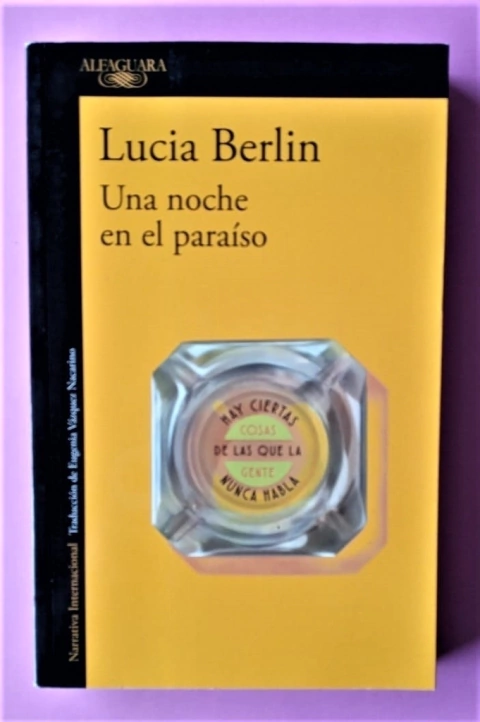 ALFAGUARA
Lucia Berlin
Una noche
en el paraíso
HAY CIERTAS
COSAS
DE LAS QUE LA
GENTE
NUNCA HABLA
Narrativa Internacional Traducción de Eugenia Vázquez Nacarino